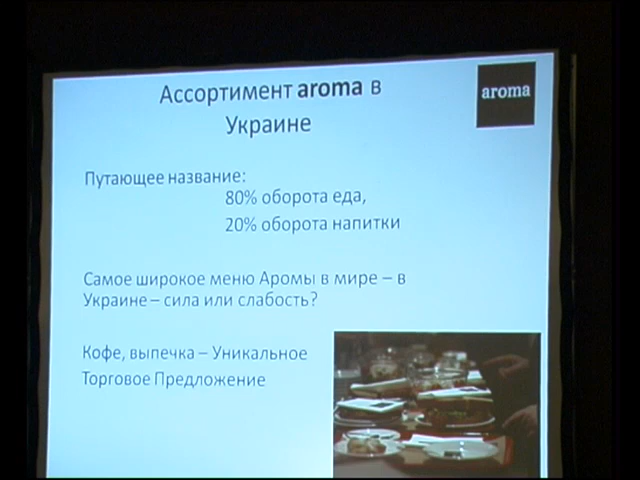 Ассортимент aroma в
Украине
aroma
Путающее название:
80% оборота еда,
20% оборота напитки
Самое широкое меню Аромы в мире – в
Украине – сила или слабость?
Кофе, выпечка – Уникальное
Торговое Предложение